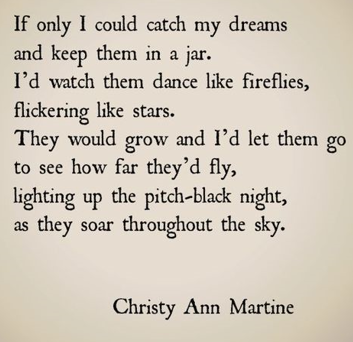 If only I could catch my dreams
and keep them in a jar.
I'd watch them dance like fireflies,
flickering like stars.
They would grow and I'd let them go
to see how far they'd fly,
lighting up the pitch-black night,
as they soar throughout the sky.
Christy Ann Martine